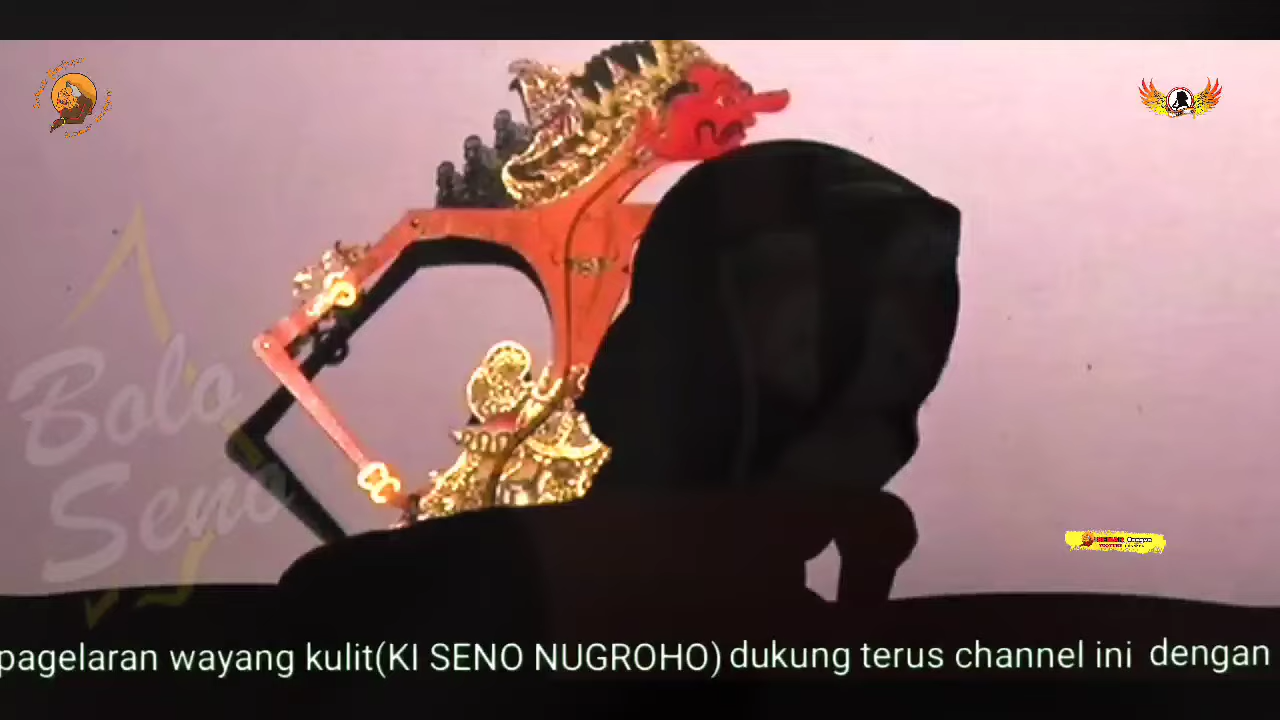 Bolo
Seno
pagelaran wayang kulit(KI SENO NUGROHO) dukung terus channel ini dengan